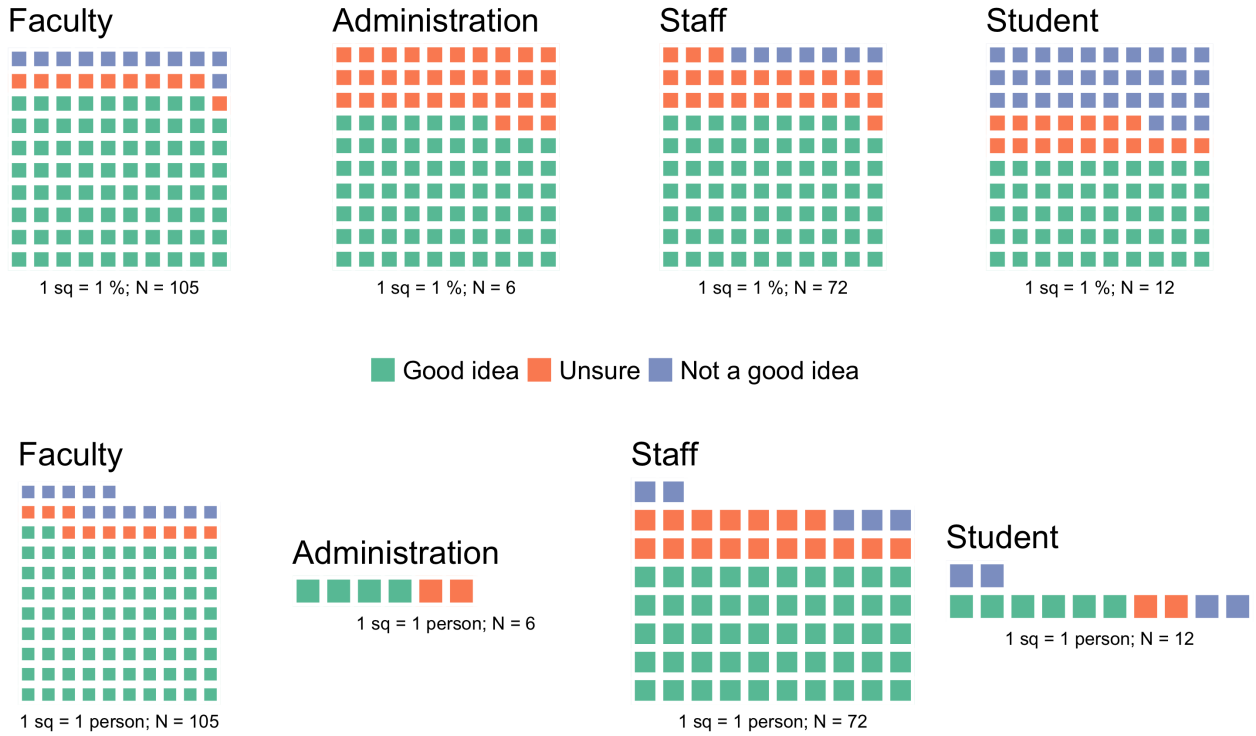 Faculty
Administration
Staff
Student
1 sq = 1 %; N = 105
1 sq = 1 %; N = 6
1 sq = 1 %; N = 72
1 sq = 1 %; N = 12
Good idea
Unsure
Not a good idea
Faculty
1 sq = 1 person; N = 105
Administration
1 sq = 1 person; N = 6
Staff
1 sq = 1 person; N = 72
Student
1 sq = 1 person; N = 12